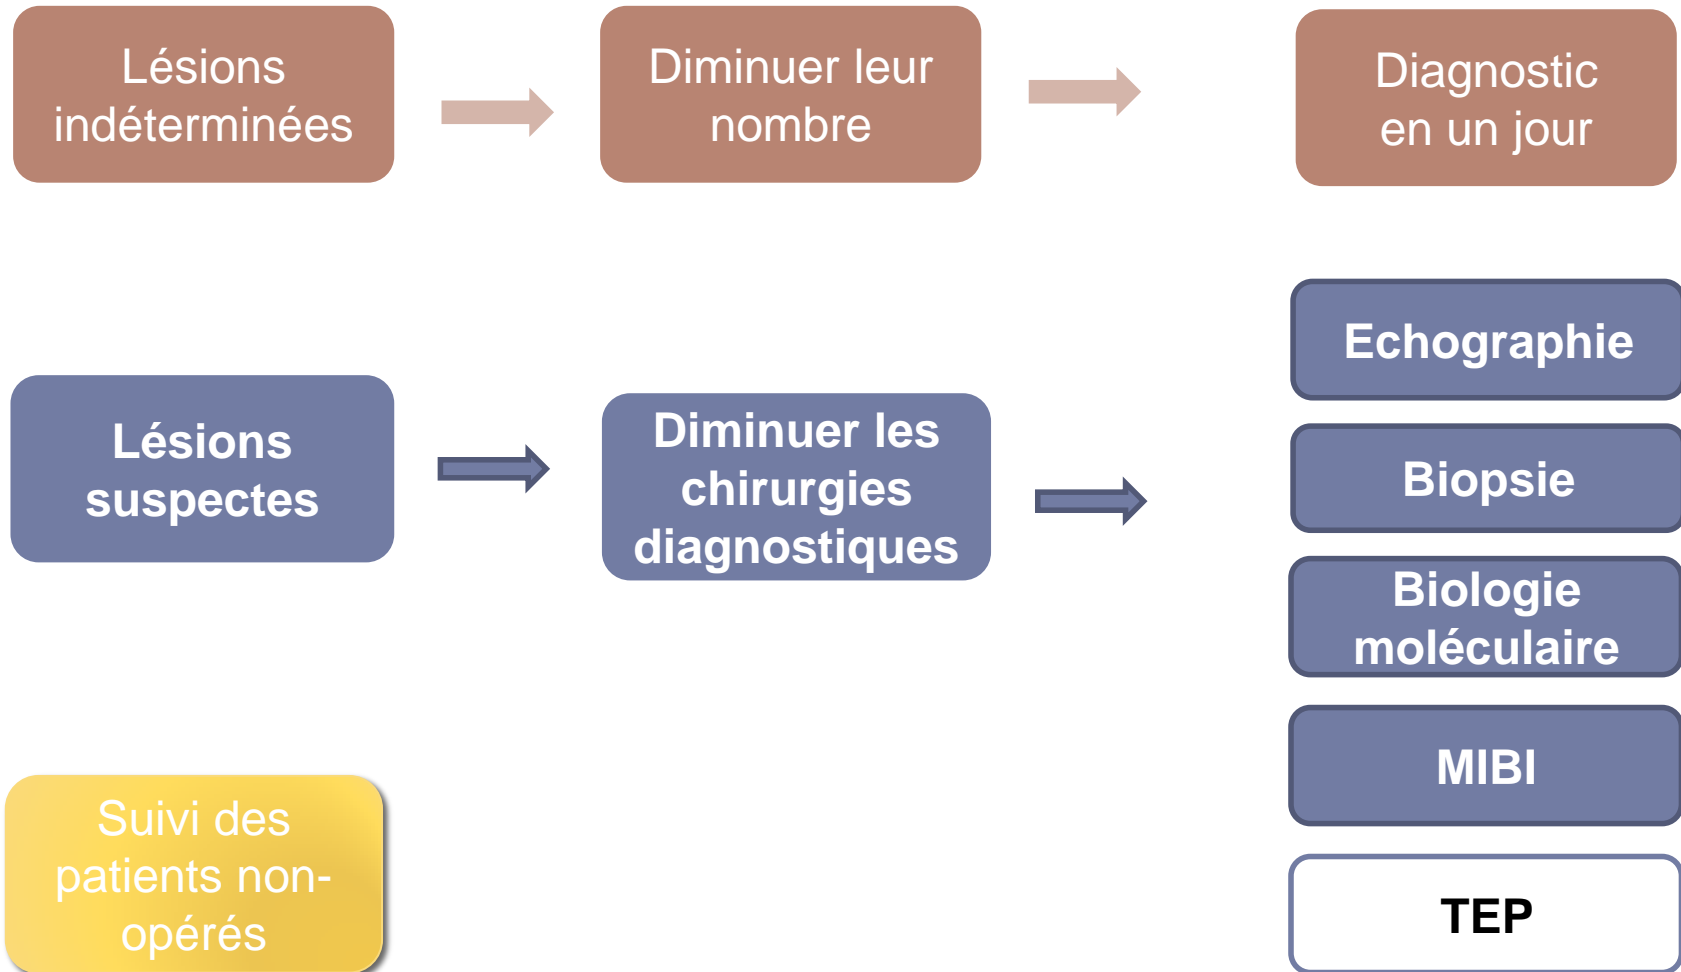 Lésions
indéterminées
Diminuer leur
nombre
Diagnostic
en un jour
Lésions
suspectes
Diminuer les
chirurgies
diagnostiques
Echographie
Biopsie
Biologie
moléculaire
MIBI
TEP
Suivi des
patients non-
opérés